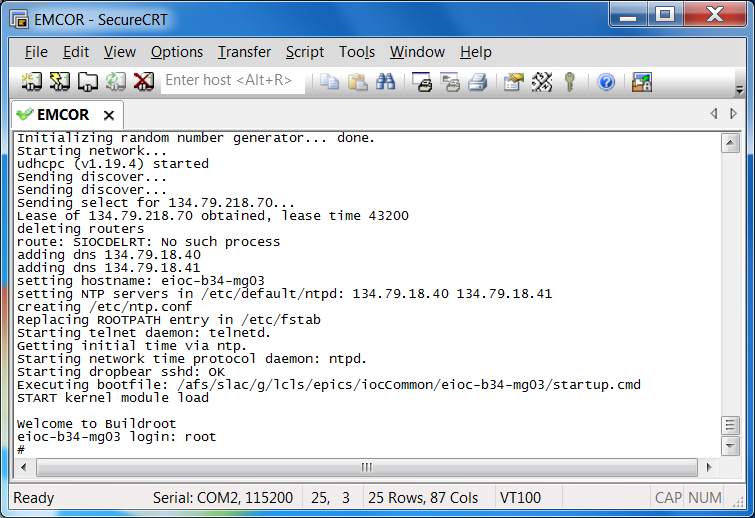 EMCOR - SecureCRT
File Edit View Options Transfer Script Tools Window Help
Enter host <Alt+R>
EMCOR
Initializing random number generator... done.
Starting network...
udhcpc (v1.19.4) started
Sending discover...
Sending discover...
Sending select for 134.79.218.70...
Lease of 134.79.218.70 obtained, lease time 43200
deleting routers
route: SIOCDELRT: No such process
adding dns 134.79.18.40
adding dns 134.79.18.41
setting hostname: eioc-b34-mg03
setting NTP servers in /etc/default/ntpd: 134.79.18.40 134.79.18.41
creating /etc/ntp.conf
Replacing ROOTPATH entry in /etc/fstab
Starting telnet daemon: telnetd.
Getting initial time via ntp.
Starting network time protocol daemon: ntpd.
Starting dropbear sshd: OK
Executing bootfile: /afs/slac/g/lcls/epics/iocCommon/eioc-b34-mg03/startup.cmd
START kernel module load
Welcome to Buildroot
eioc-b34-mg03 login: root
#
Ready Serial: COM2, 115200 25, 3 25 Rows, 87 Cols VT100 CAP NUM